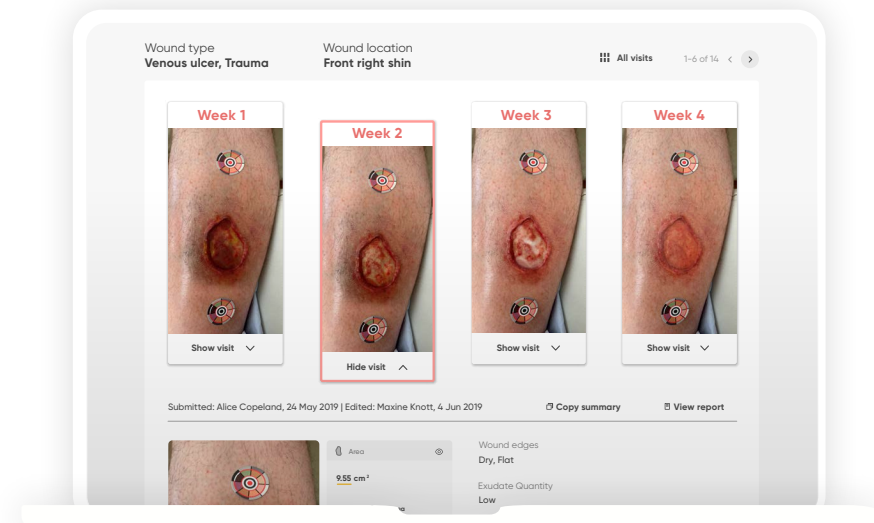 Wound type
Venous ulcer, Trauma
Wound location
Front right shin
All visits
1-6 of 14
Week 1
Week 2
Week 3
Week 4
Show visit
Hide visit
Show visit
Show visit
Submitted: Alice Copeland, 24 May 2019 | Edited: Maxine Knott, 4 Jun 2019
Copy summary
View report
Area
9.55 cm²
Wound edges
Dry, Flat
Exudate Quantity
Low